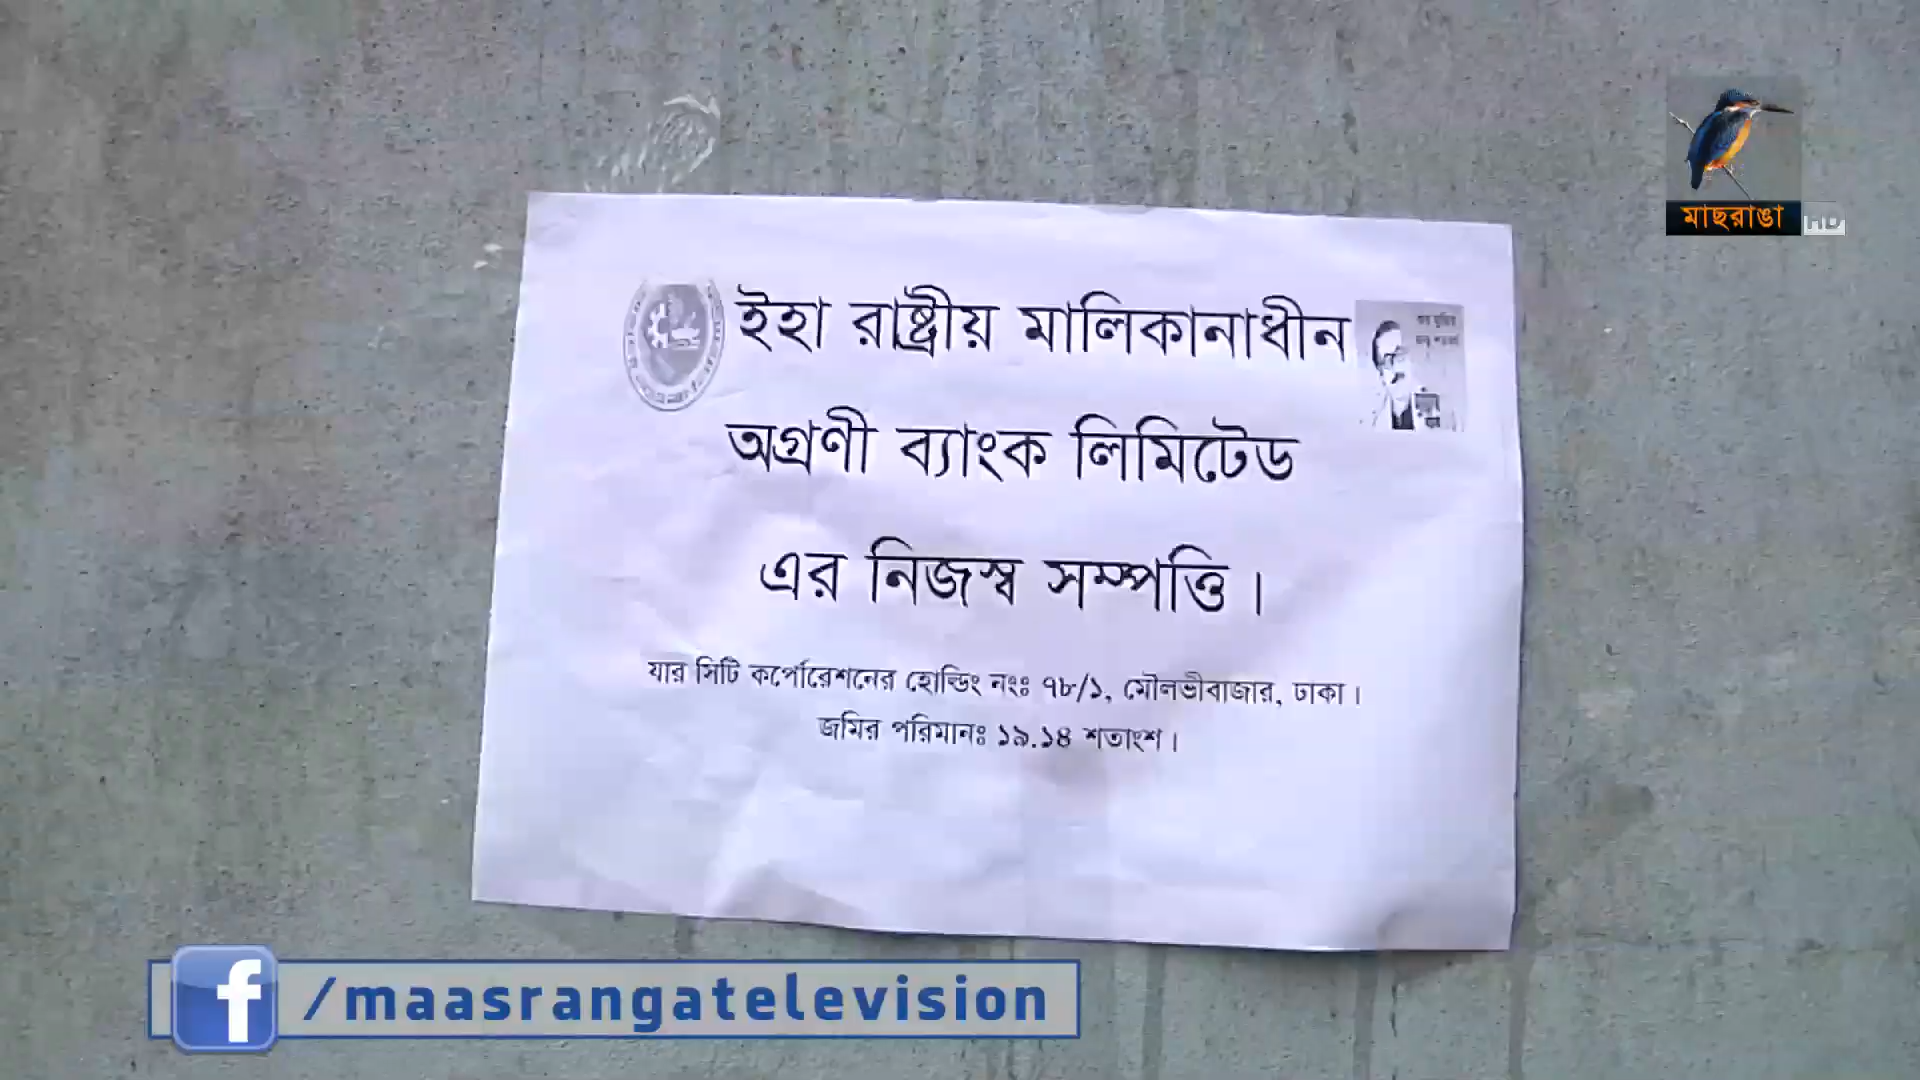 মাছরাঙা HD
ইহা রাষ্ট্রীয় মালিকানাধীন
অগ্রণী ব্যাংক লিমিটেড
এর নিজস্ব সম্পত্তি।
যার সিটি কর্পোরেশনের হোল্ডিং নংঃ ৭৮/১, মৌলভীবাজার, ঢাকা।
জমির পরিমানঃ ১৯.১৪ শতাংশ।
f /maasrangatelevision